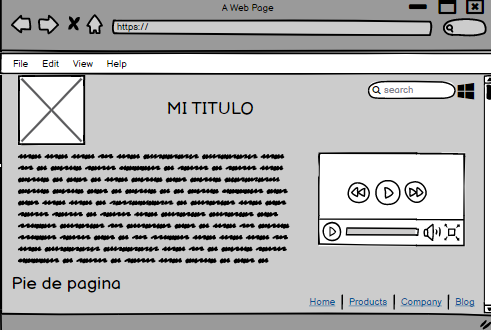 A Web Page
https://
File Edit View Help
search
MI TITULO
Pie de pagina
Home Products Company Blog